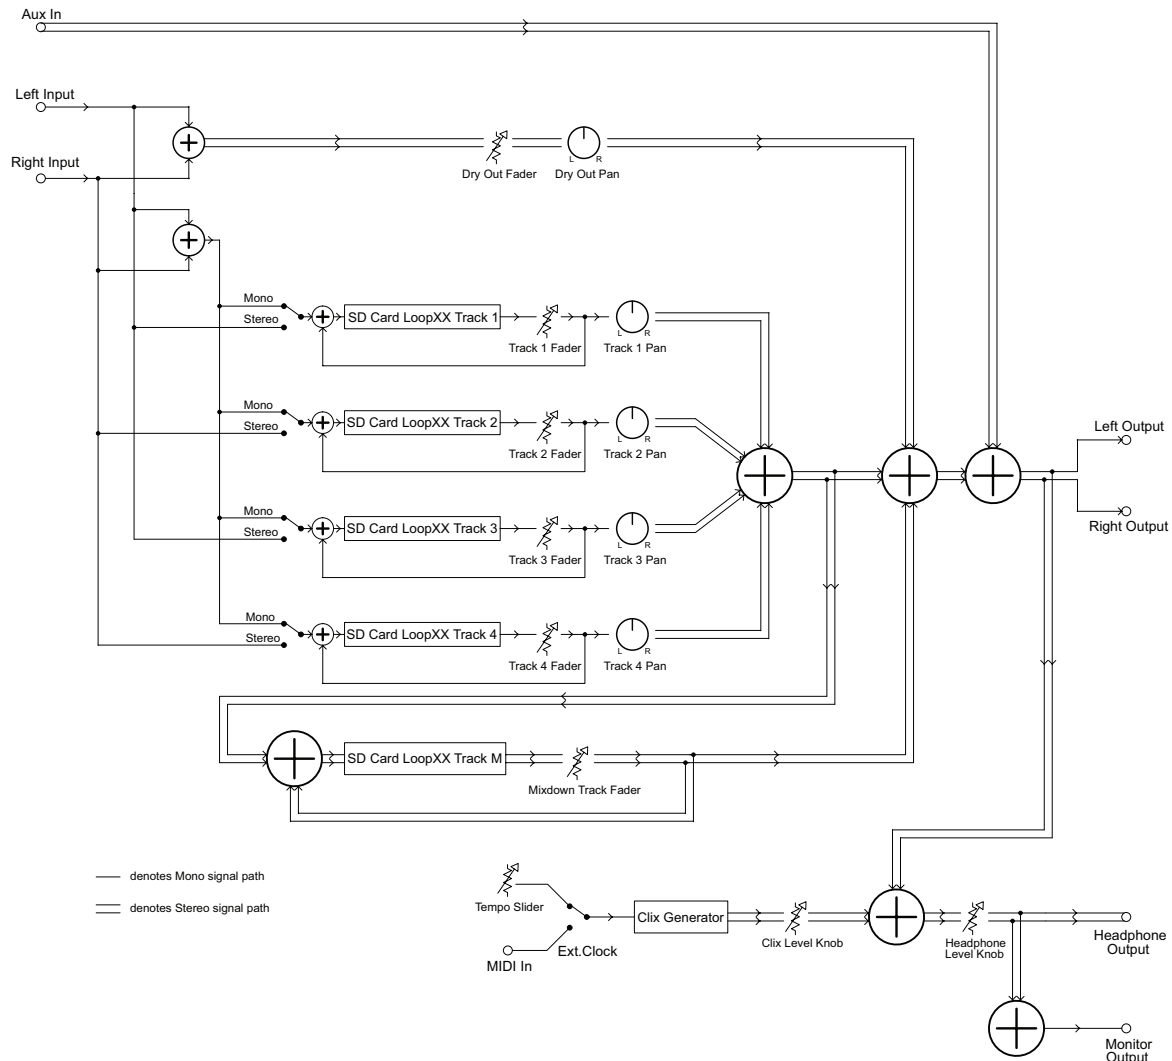 Aux In
Left Input
Right Input
L R
Dry Out Fader
Dry Out Pan
Mono
Stereo
SD Card LoopXX Track 1
L R
Track 1 Fader
Track 1 Pan
Mono
Stereo
SD Card LoopXX Track 2
L R
Track 2 Fader
Track 2 Pan
Left Output
Right Output
Mono
Stereo
SD Card LoopXX Track 3
L R
Track 3 Fader
Track 3 Pan
Mono
Stereo
SD Card LoopXX Track 4
L R
Track 4 Fader
Track 4 Pan
SD Card LoopXX Track M
Mixdown Track Fader
denotes Mono signal path
denotes Stereo signal path
Tempo Slider
MIDI In
Ext.Clock
Clix Generator
Clix Level Knob
Headphone
Level Knob
Headphone
Output
Monitor
Output